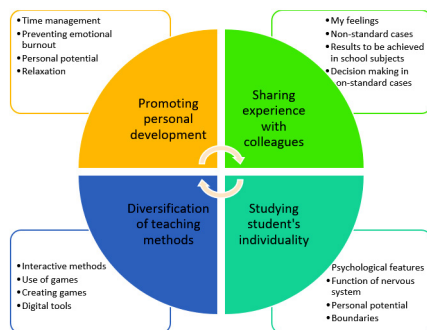 • Time management
• Preventing emotional
burnout
• Personal potential
• Relaxation
• My feelings
• Non-standard cases
• Results to be achieved
in school subjects
• Decision making in
on-standard cases
Promoting
personal
development
Sharing
experience
with
colleagues
Diversification
of teaching
methods
Studying
student's
individuality
• Interactive methods
• Use of games
• Creating games
• Digital tools
Psychological features
• Function of nervous
system
• Personal potential
• Boundaries